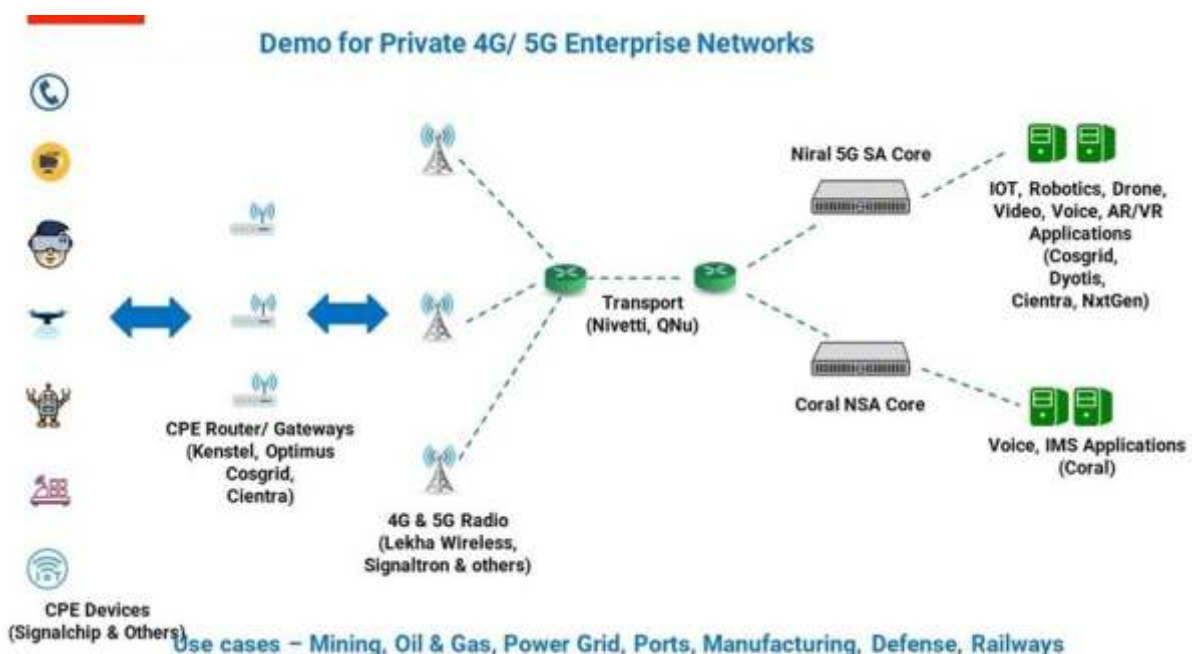 Demo for Private 4G/ 5G Enterprise Networks
Niral 5G SA Core
IOT, Robotics, Drone,
Video, Voice, AR/VR
Applications
(Cosgrid,
Dyotis,
Cientra, NxtGen)
Transport
(Nivetti, QNu)
Coral NSA Core
Voice, IMS Applications
(Coral)
CPE Router/ Gateways
(Kenstel, Optimus
Cosgrid,
Cientra)
4G & 5G Radio
(Lekha Wireless,
Signaltron & others)
CPE Devices
(Signalchip & Others)
Use cases – Mining, Oil & Gas, Power Grid, Ports, Manufacturing, Defense, Railways